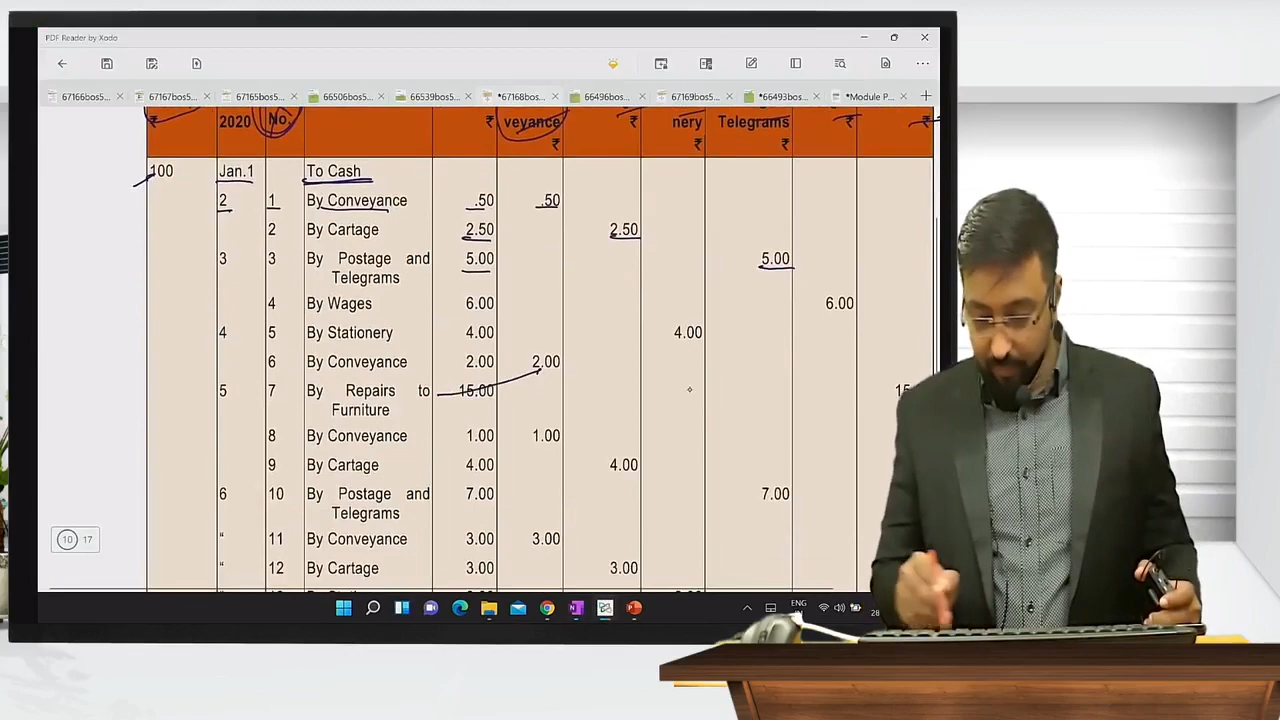 PDF Reader by Xodo
67166bos5...
67167bos5...
67165bos5...
66506bos5...
66539bos5...
*67168bos...
66496bos...
67169bos5...
*66493bos...
*Module P...
₹ 2020 No. ₹ veyance ₹ ₹ nery ₹ Telegrams ₹ ₹ ₹
100 Jan.1 To Cash
2 1 By Conveyance .50 .50
2 By Cartage 2.50 2.50
3 3 By Postage and 5.00 5.00
Telegrams
4 By Wages 6.00 6.00
4 5 By Stationery 4.00 4.00
6 By Conveyance 2.00 2.00
5 7 By Repairs to 15.00 15
Furniture
8 By Conveyance 1.00 1.00
9 By Cartage 4.00 4.00
6 10 By Postage and 7.00 7.00
Telegrams
“ 11 By Conveyance 3.00 3.00
“ 12 By Cartage 3.00 3.00
10 17
ENG
28